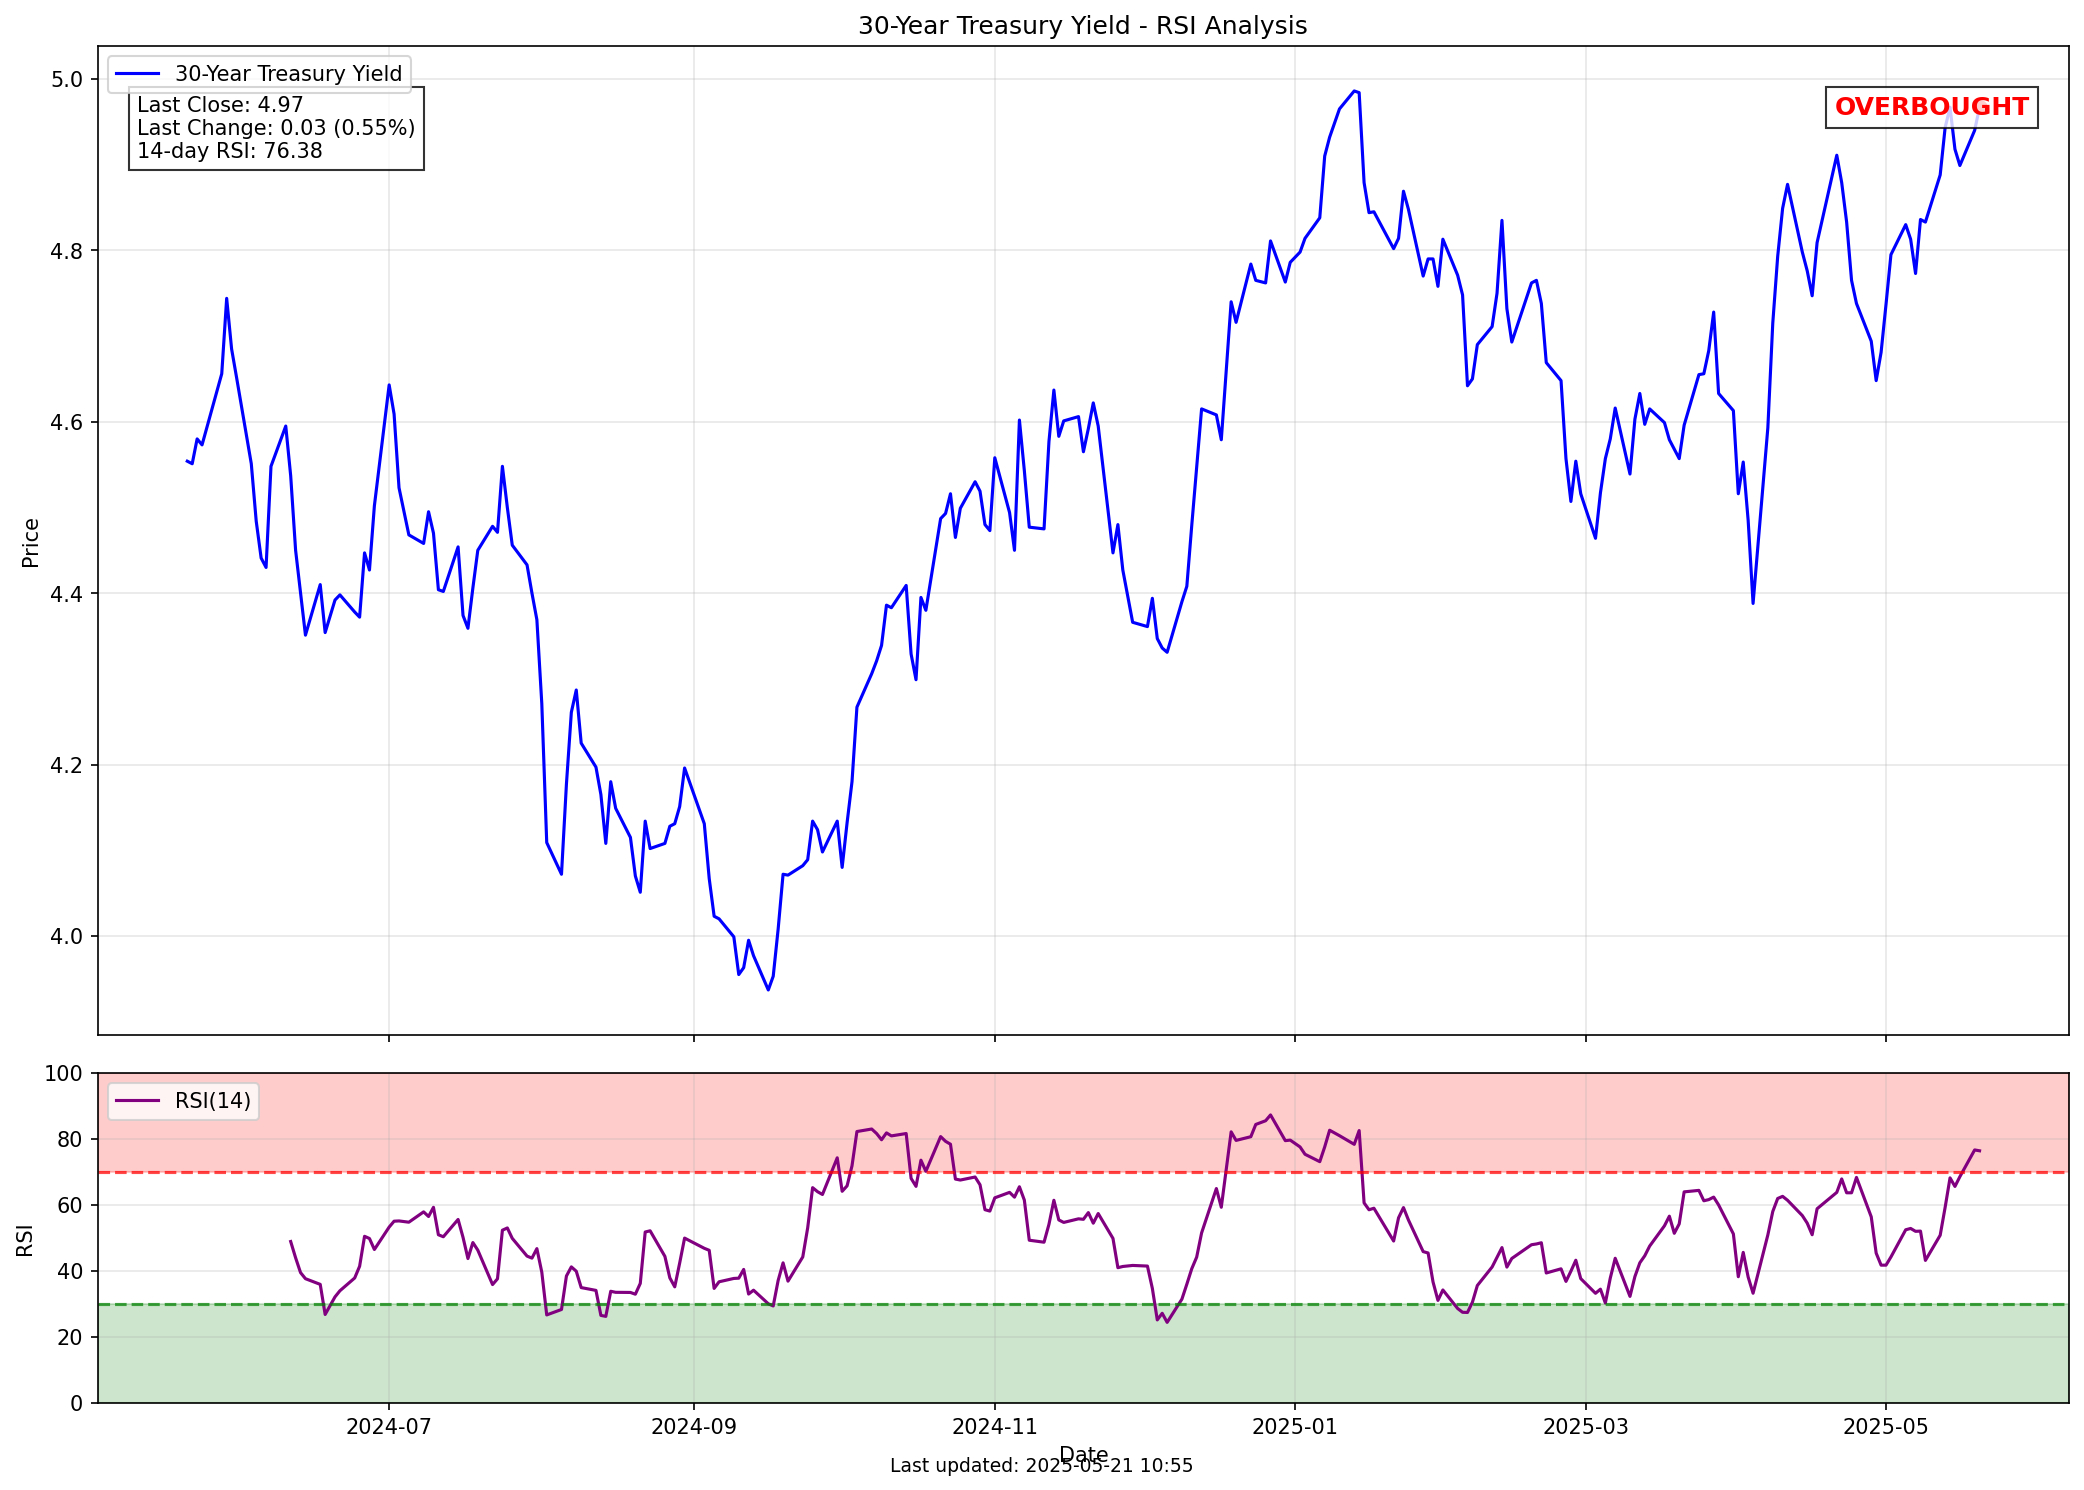 30-Year Treasury Yield - RSI Analysis
30-Year Treasury Yield
Last Close: 4.97
Last Change: 0.03 (0.55%)
14-day RSI: 76.38
OVERBOUGHT
5.0
4.8
4.6
4.4
4.2
4.0
Price
RSI(14)
100
80
60
40
20
0
RSI
2024-07
2024-09
2024-11
2025-01
2025-03
2025-05
Date
Last updated: 2025-05-21 10:55